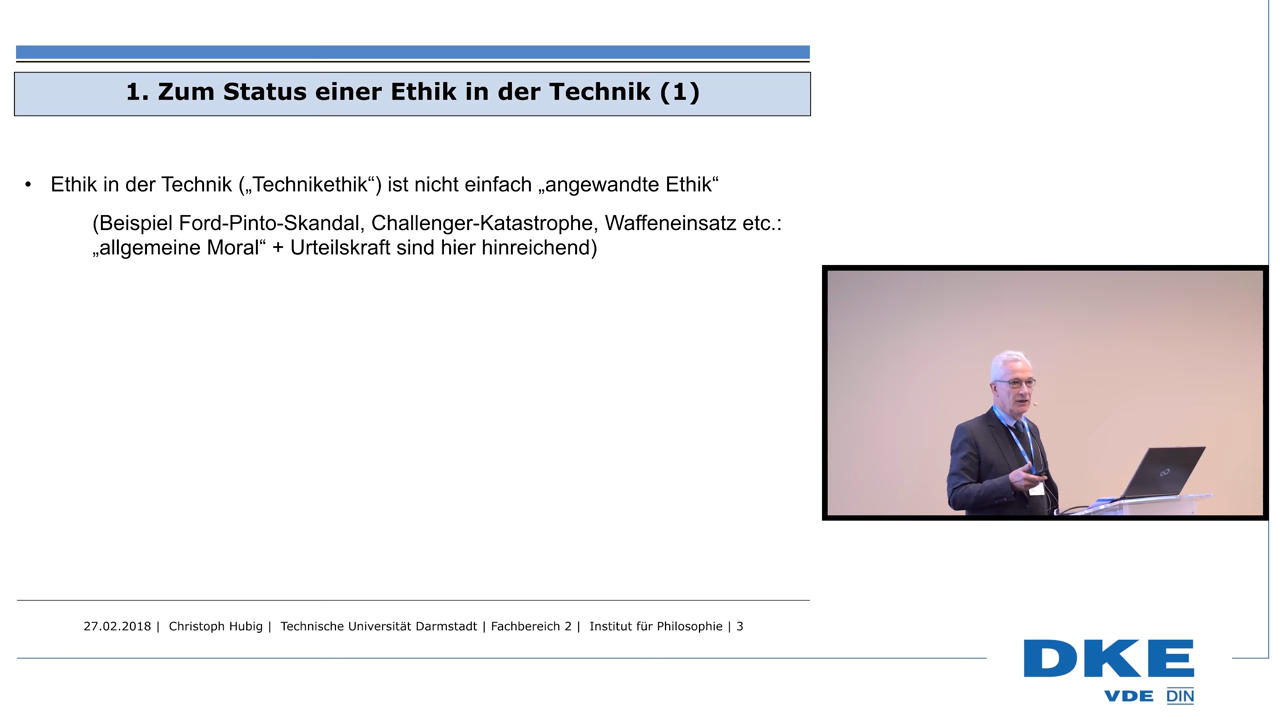 1. Zum Status einer Ethik in der Technik (1)
• Ethik in der Technik („Technikethik“) ist nicht einfach „angewandte Ethik“
(Beispiel Ford-Pinto-Skandal, Challenger-Katastrophe, Waffeneinsatz etc.:
„allgemeine Moral“ + Urteilskraft sind hier hinreichend)
27.02.2018 | Christoph Hubig | Technische Universität Darmstadt | Fachbereich 2 | Institut für Philosophie | 3
DKE
VDE DIN